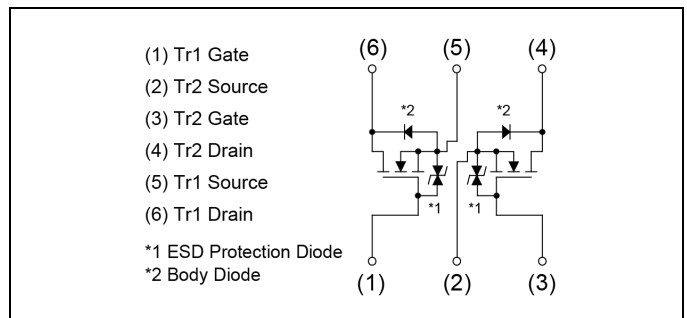 (1) Tr1 Gate
(2) Tr2 Source
(3) Tr2 Gate
(4) Tr2 Drain
(5) Tr1 Source
(6) Tr1 Drain
*1 ESD Protection Diode
*2 Body Diode
(6) (5) (4)
*2 *2
*1 *1
(1) (2) (3)